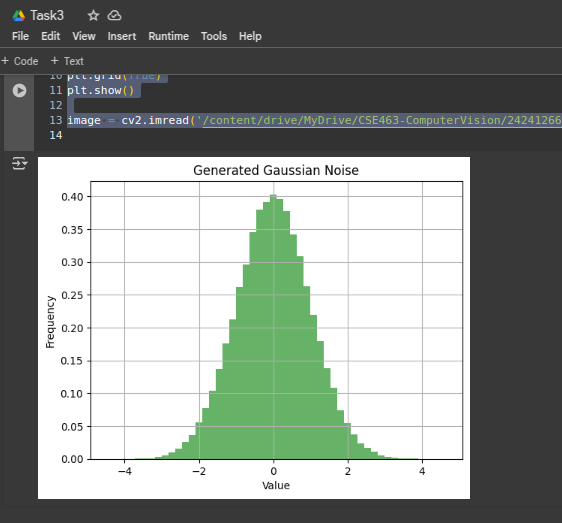 Task3
File Edit View Insert Runtime Tools Help
+ Code + Text
10 plt.grid(True)
11 plt.show()
12
13 image = cv2.imread('/content/drive/MyDrive/CSE463-ComputerVision/24241266
14
Generated Gaussian Noise
0.40
0.35
0.30
0.25
0.20
0.15
0.10
0.05
0.00
Frequency
−4 −2 0 2 4
Value